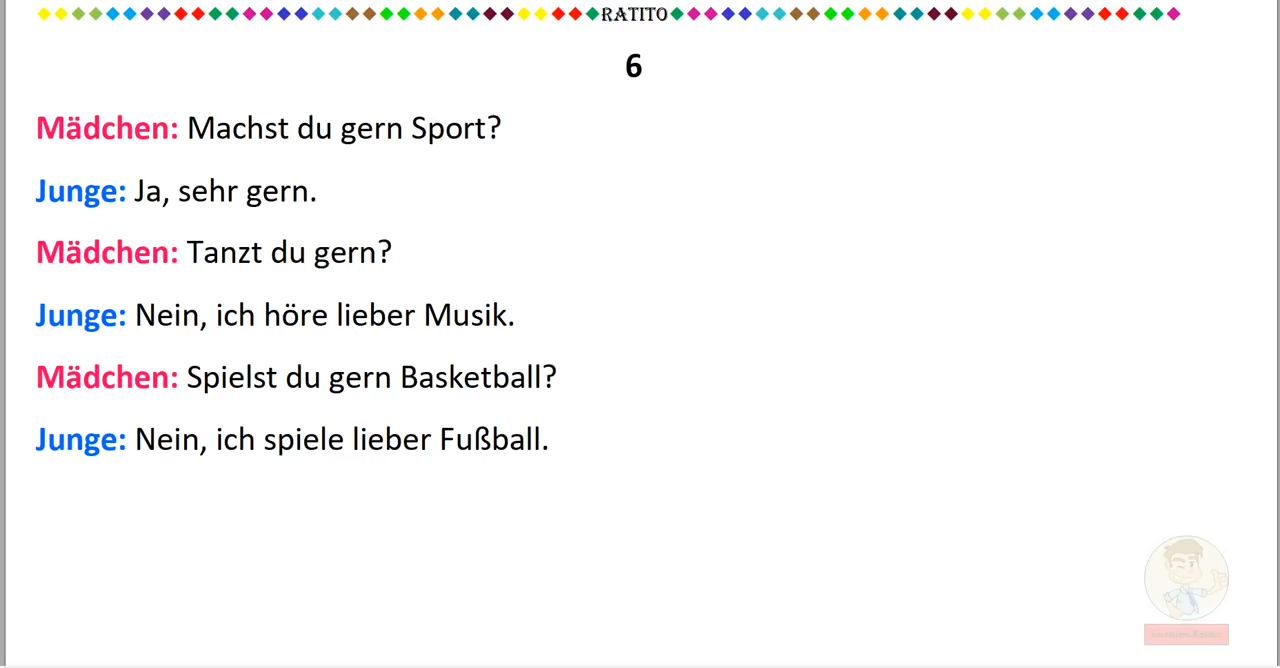 RATITO
6
Mädchen: Machst du gern Sport?
Junge: Ja, sehr gern.
Mädchen: Tanzt du gern?
Junge: Nein, ich höre lieber Musik.
Mädchen: Spielst du gern Basketball?
Junge: Nein, ich spiele lieber Fußball.